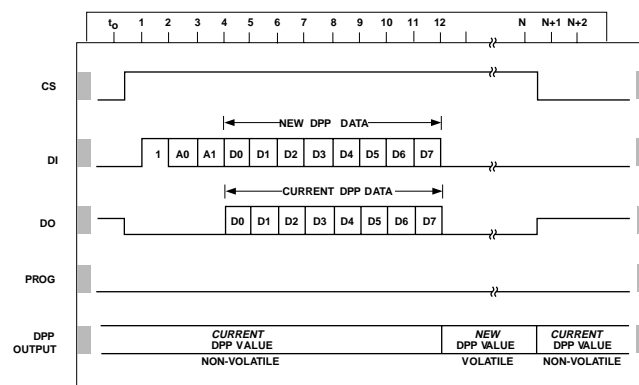 to 1 2 3 4 5 6 7 8 9 10 11 12 N N+1 N+2
CS
NEW DPP DATA
DI 1 A0 A1 D0 D1 D2 D3 D4 D5 D6 D7
CURRENT DPP DATA
DO D0 D1 D2 D3 D4 D5 D6 D7
PROG
DPP OUTPUT
CURRENT DPP VALUE
NON-VOLATILE
NEW DPP VALUE
VOLATILE
CURRENT DPP VALUE
NON-VOLATILE